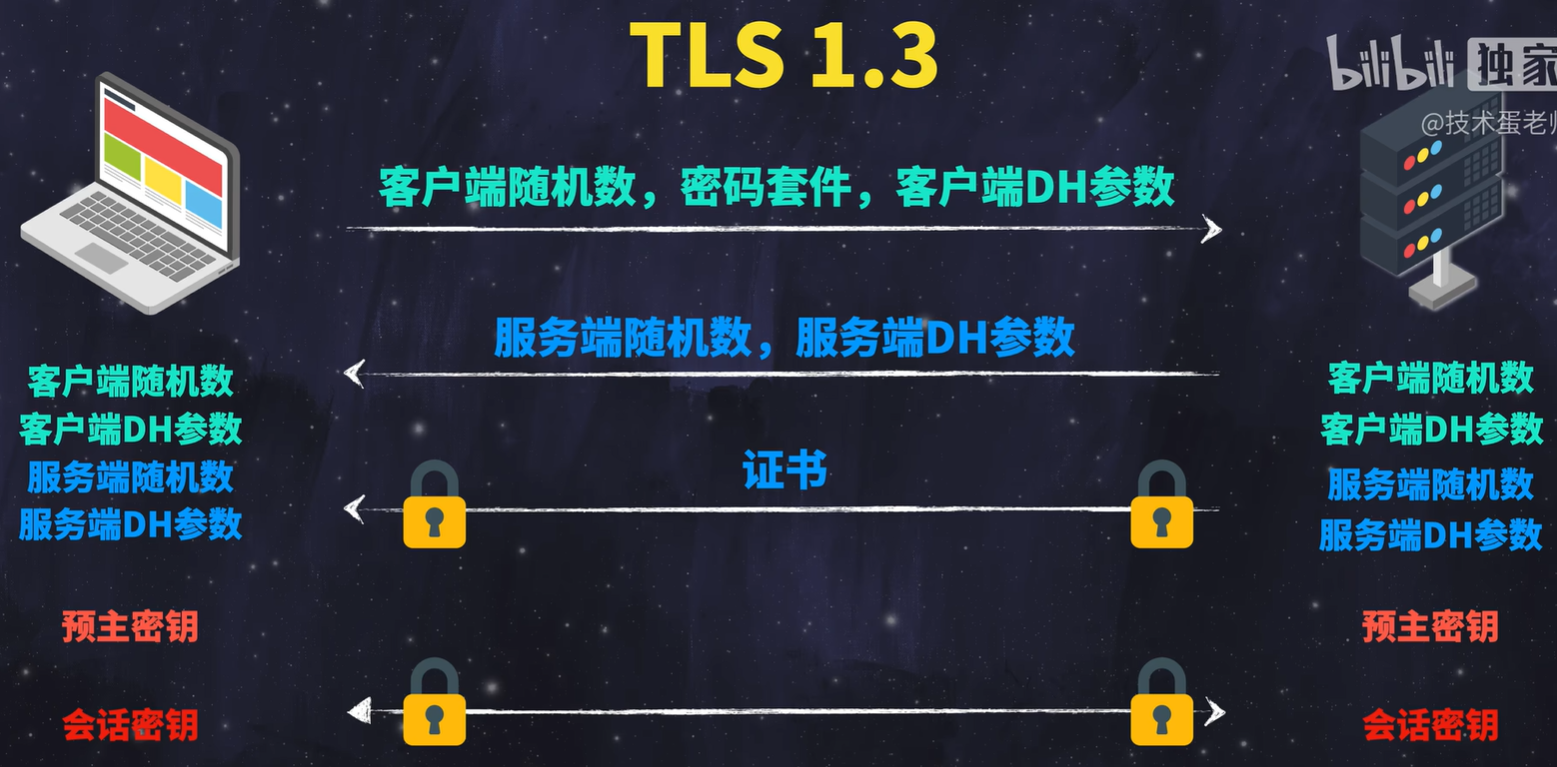 TLS 1.3
bilibili 独家
@技术蛋老师
客户端随机数，密码套件，客户端DH参数
服务端随机数，服务端DH参数
证书
客户端随机数
客户端DH参数
服务端随机数
服务端DH参数
预主密钥
会话密钥
客户端随机数
客户端DH参数
服务端随机数
服务端DH参数
预主密钥
会话密钥